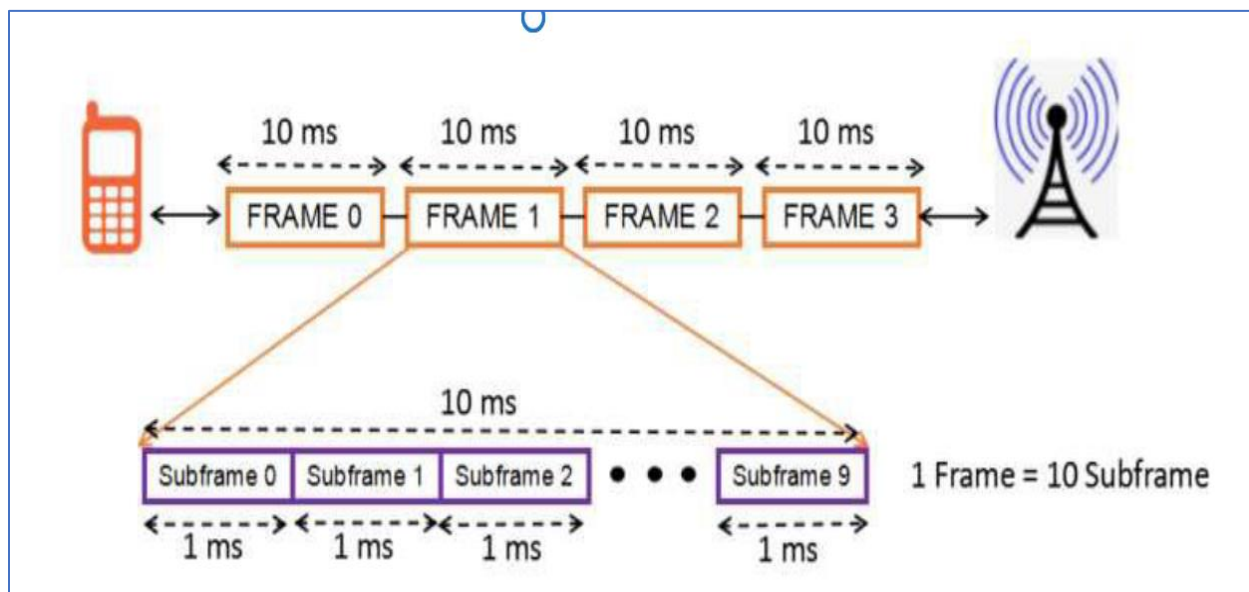 10 ms 10 ms 10 ms 10 ms
FRAME 0 FRAME 1 FRAME 2 FRAME 3
10 ms
Subframe 0 Subframe 1 Subframe 2 Subframe 9 1 Frame = 10 Subframe
1 ms 1 ms 1 ms 1 ms